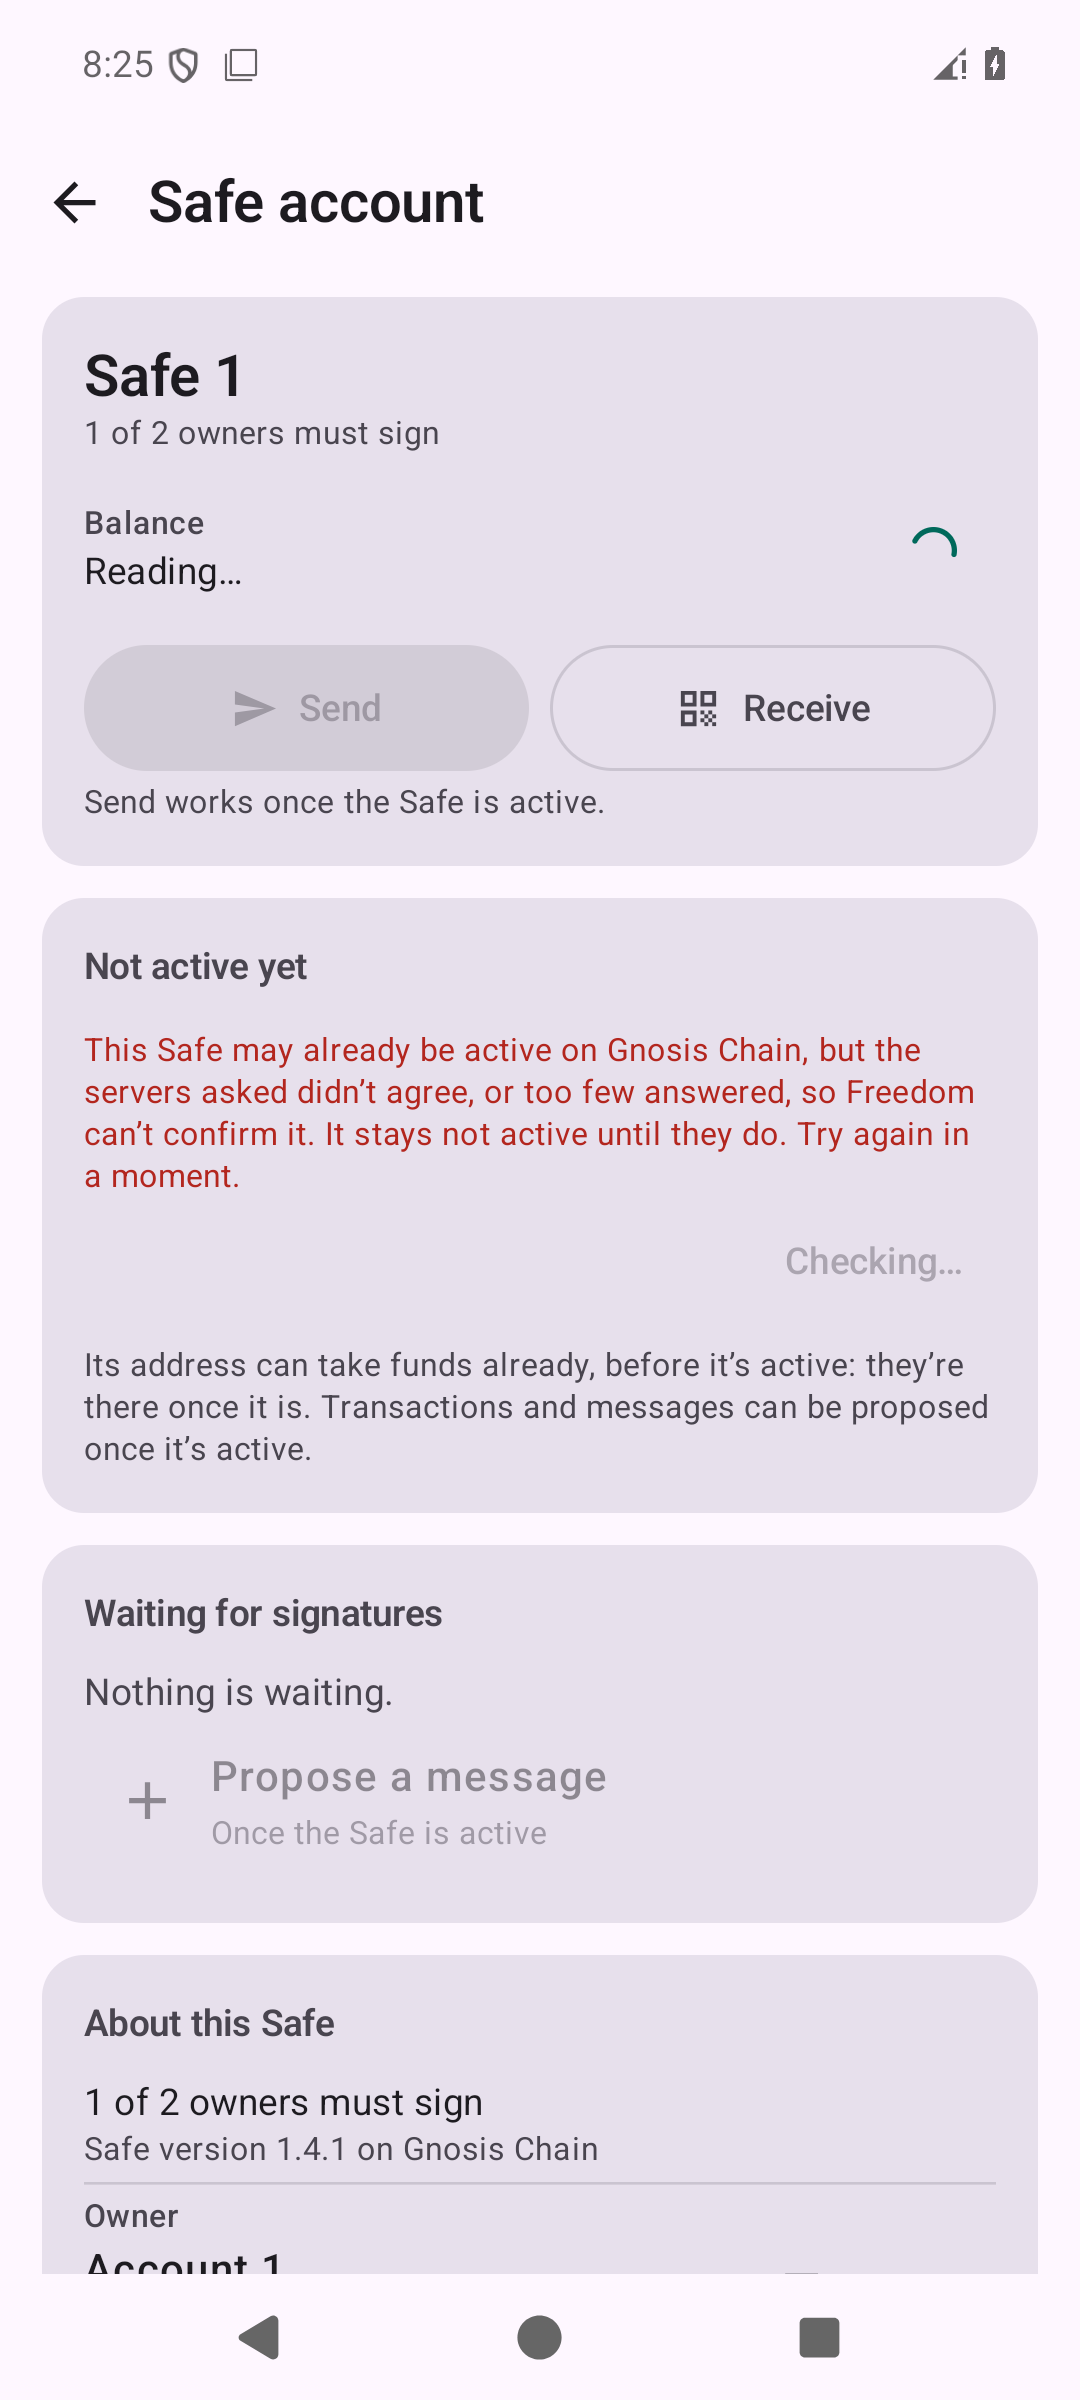 8:25
Safe account
Safe 1
1 of 2 owners must sign
Balance
Reading…
Send
Receive
Send works once the Safe is active.
Not active yet
This Safe may already be active on Gnosis Chain, but the
servers asked didn’t agree, or too few answered, so Freedom
can’t confirm it. It stays not active until they do. Try again in
a moment.
Checking…
Its address can take funds already, before it’s active: they’re
there once it is. Transactions and messages can be proposed
once it’s active.
Waiting for signatures
Nothing is waiting.
Propose a message
Once the Safe is active
About this Safe
1 of 2 owners must sign
Safe version 1.4.1 on Gnosis Chain
Owner
Account 1